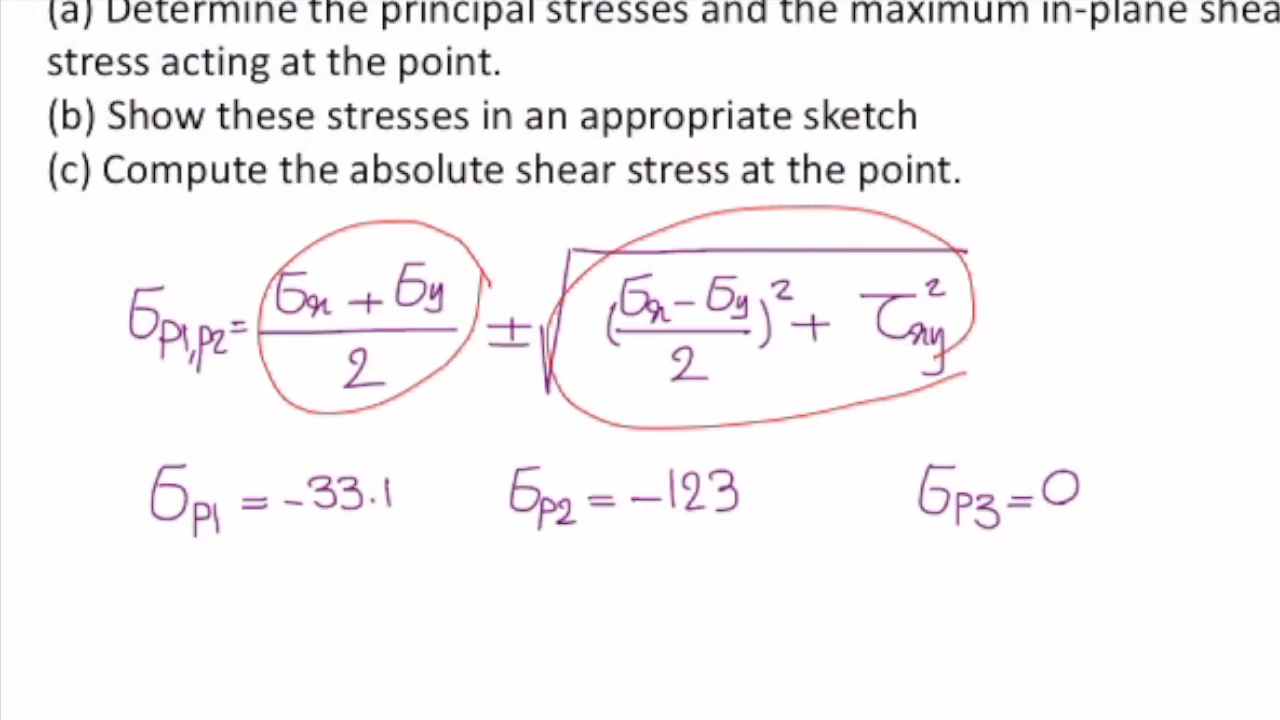 (a) Determine the principal stresses and the maximum in-plane shea
stress acting at the point.
(b) Show these stresses in an appropriate sketch
(c) Compute the absolute shear stress at the point.
σp1,p2 = (σx + σy)/2 ± √(((σx − σy)/2)² + τxy²)
σp1 = -33.1 σp2 = -123 σp3 = 0